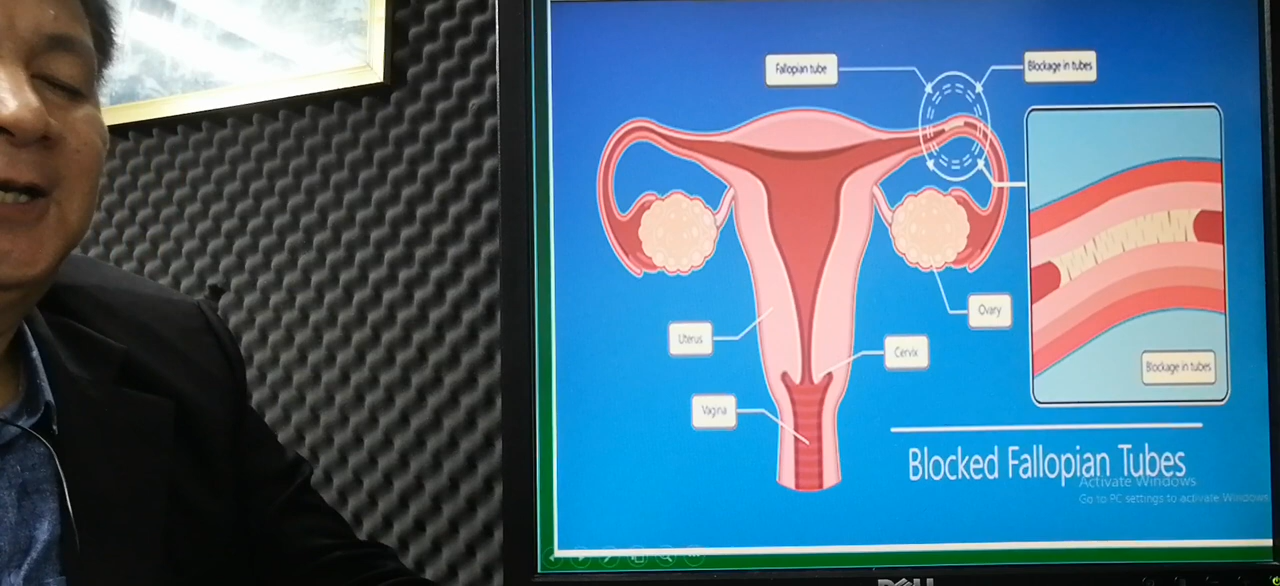 Fallopian tube
Blockage in tubes
Ovary
Uterus
Cervix
Blockage in tubes
Vagina
Blocked Fallopian Tubes
Activate Windows
Go to PC settings to activate Windows
DELL